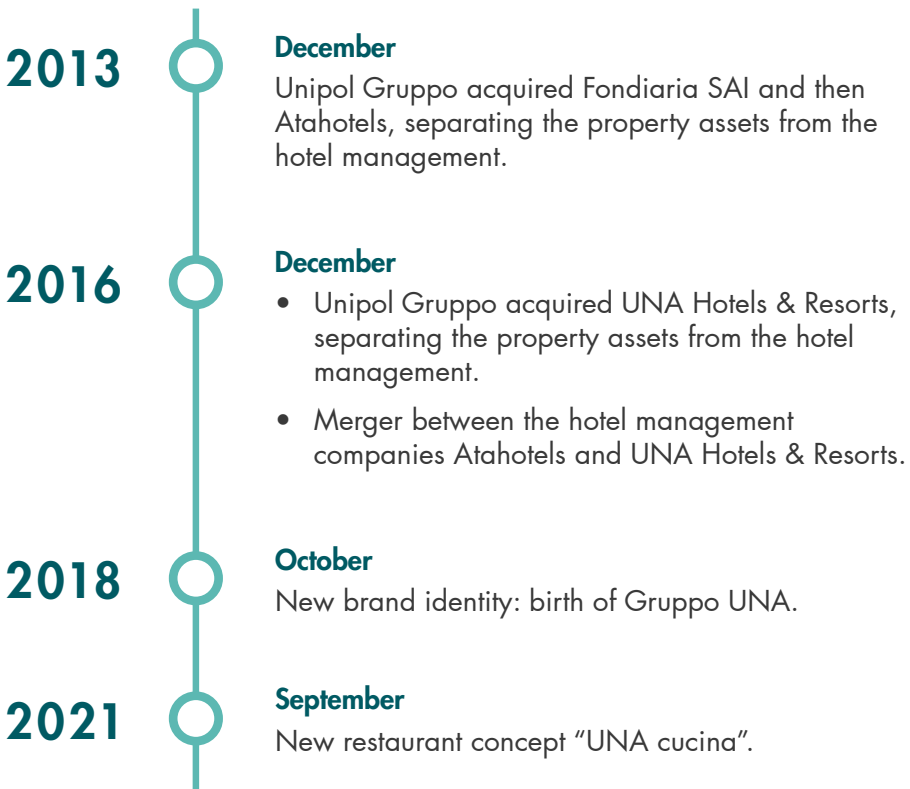 2013
December
Unipol Gruppo acquired Fondiaria SAI and then
Atahotels, separating the property assets from the
hotel management.
2016
December
• Unipol Gruppo acquired UNA Hotels & Resorts,
separating the property assets from the hotel
management.
• Merger between the hotel management
companies Atahotels and UNA Hotels & Resorts.
2018
October
New brand identity: birth of Gruppo UNA.
2021
September
New restaurant concept “UNA cucina”.